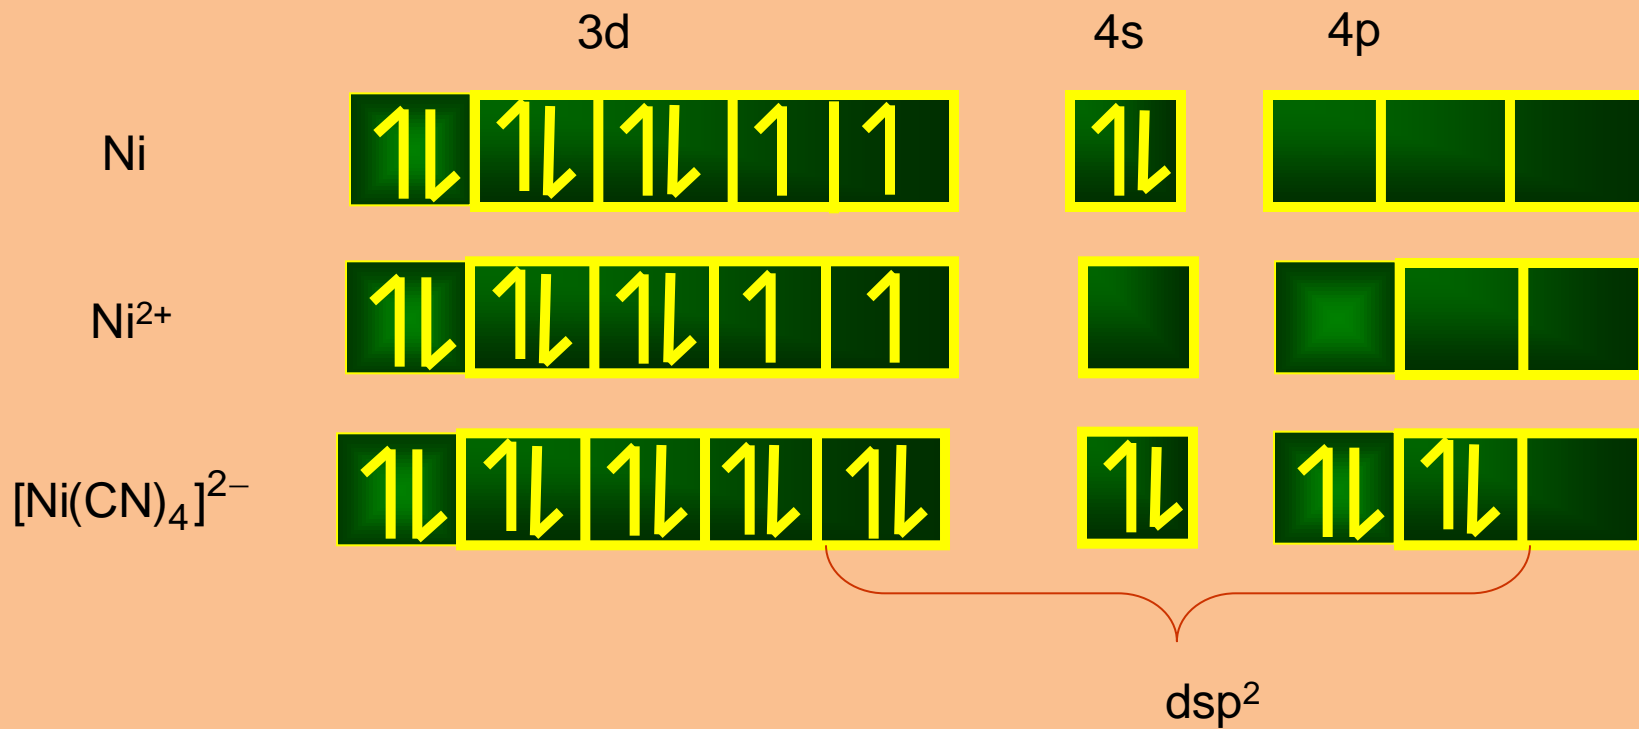 3d 4s 4p
Ni
Ni²⁺
[Ni(CN)₄]²⁻
dsp²